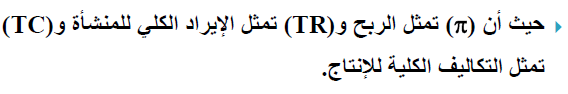 حيث أن (π) تمثل الربح و(TR) تمثل الإيراد الكلي للمنشأة و(TC)
تمثل التكاليف الكلية للإنتاج.